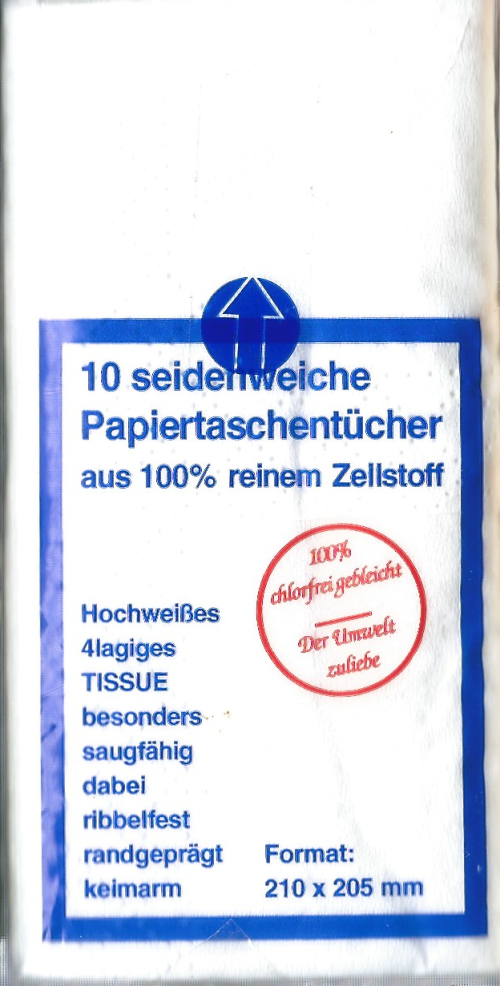 10 seidenweiche
Papiertaschentücher
aus 100% reinem Zellstoff
100%
chlorfrei gebleicht
Der Umwelt
zuliebe
Hochweißes
4lagiges
TISSUE
besonders
saugfähig
dabei
ribbelfest
randgeprägt
keimarm
Format:
210 x 205 mm